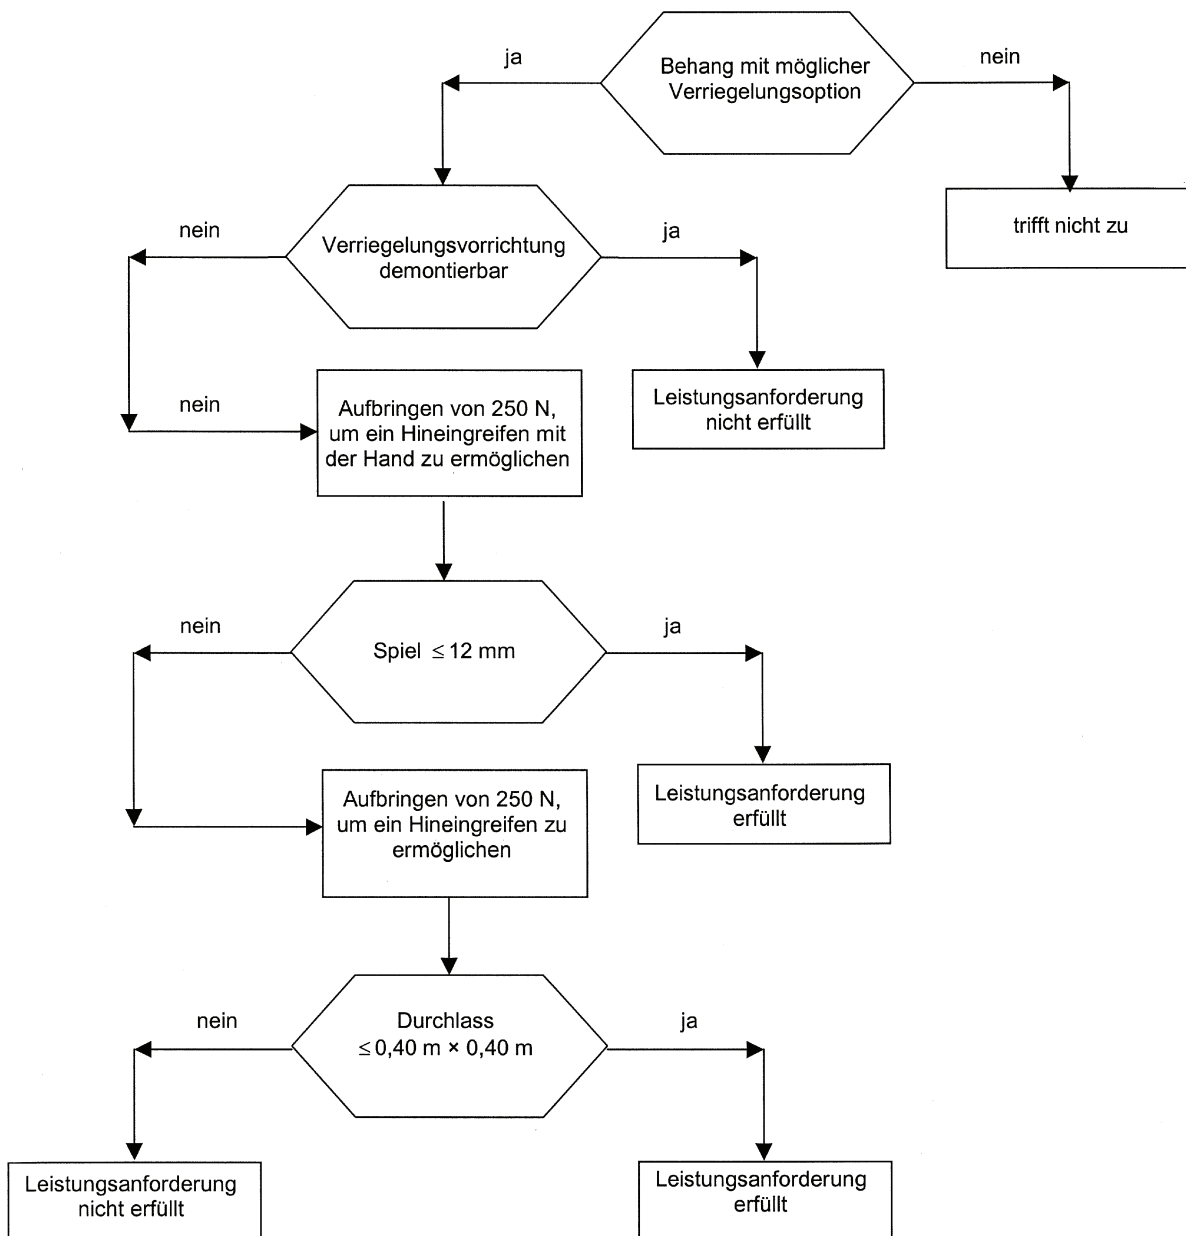 ja
Behang mit möglicher
Verriegelungsoption
nein
nein
Verriegelungsvorrichtung
demontierbar
ja
trifft nicht zu
nein
Aufbringen von 250 N,
um ein Hineingreifen mit
der Hand zu ermöglichen
Leistungsanforderung
nicht erfüllt
nein
Spiel ≤ 12 mm
ja
Aufbringen von 250 N,
um ein Hineingreifen zu
ermöglichen
Leistungsanforderung
erfüllt
nein
Durchlass
≤ 0,40 m × 0,40 m
ja
Leistungsanforderung
nicht erfüllt
Leistungsanforderung
erfüllt